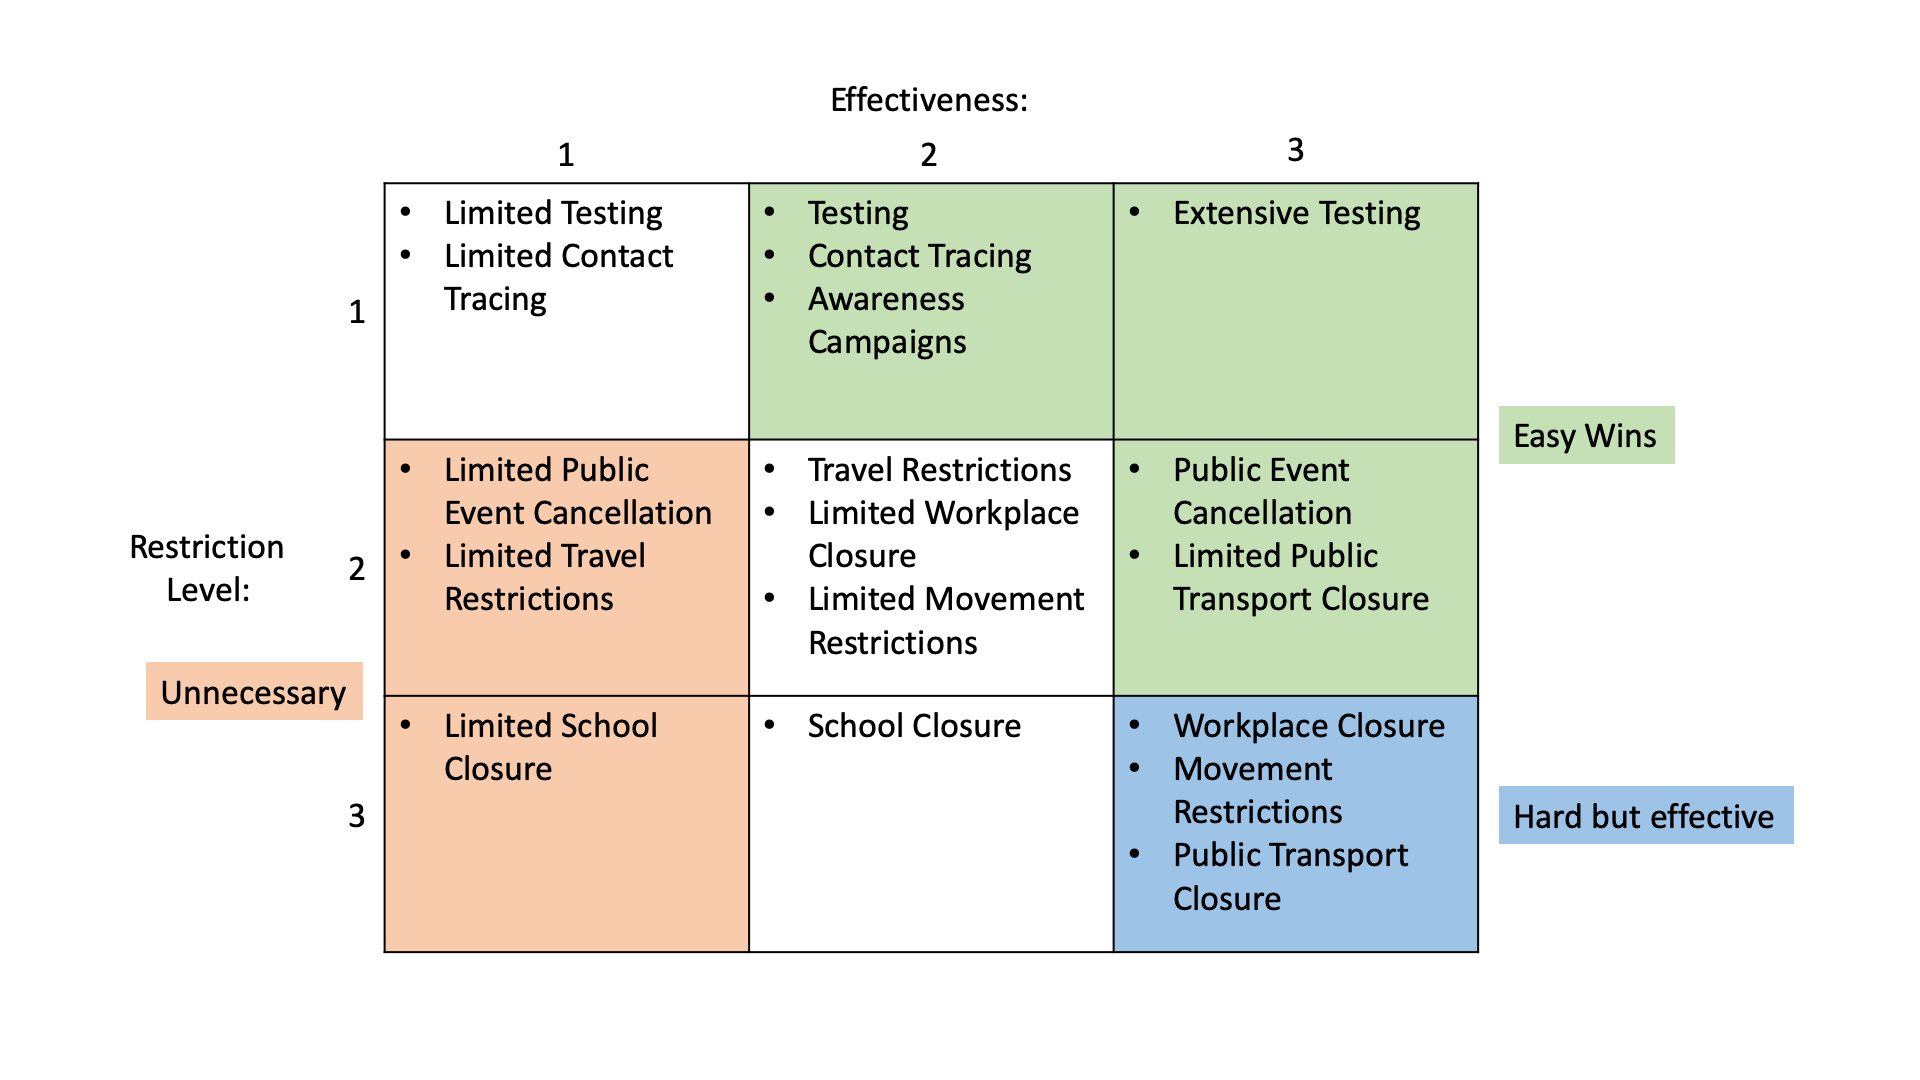 Effectiveness:
1
2
3
1
• Limited Testing
• Limited Contact
Tracing
• Testing
• Contact Tracing
• Awareness
Campaigns
• Extensive Testing
Easy Wins
Restriction
Level:
2
• Limited Public
Event Cancellation
• Limited Travel
Restrictions
• Travel Restrictions
• Limited Workplace
Closure
• Limited Movement
Restrictions
• Public Event
Cancellation
• Limited Public
Transport Closure
Unnecessary
3
• Limited School
Closure
• School Closure
• Workplace Closure
• Movement
Restrictions
• Public Transport
Closure
Hard but effective